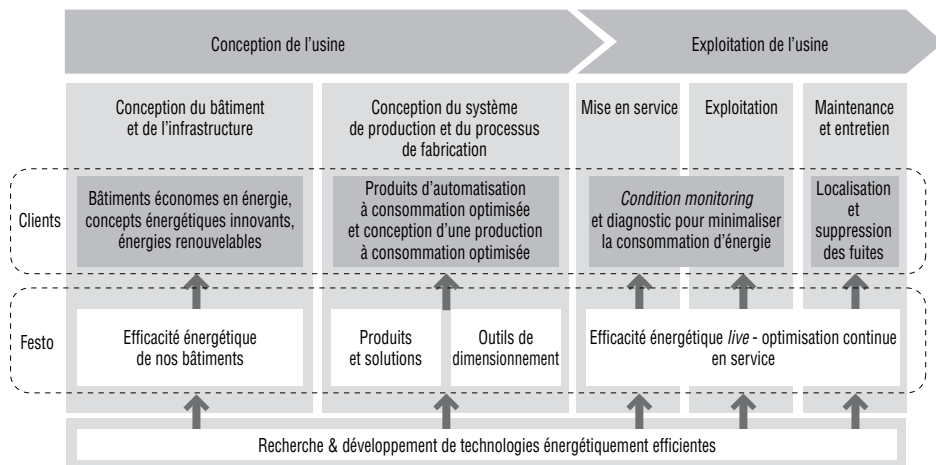 Conception de l'usine
Exploitation de l'usine
Conception du bâtiment
et de l'infrastructure
Conception du système
de production et du processus
de fabrication
Mise en service
Exploitation
Maintenance
et entretien
Clients
Bâtiments économes en énergie,
concepts énergétiques innovants,
énergies renouvelables
Produits d'automatisation
à consommation optimisée
et conception d'une production
à consommation optimisée
Condition monitoring
et diagnostic pour minimaliser
la consommation d'énergie
Localisation
et
suppression
des fuites
Festo
Efficacité énergétique
de nos bâtiments
Produits
et solutions
Outils de
dimensionnement
Efficacité énergétique live - optimisation continue
en service
Recherche & développement de technologies énergétiquement efficientes